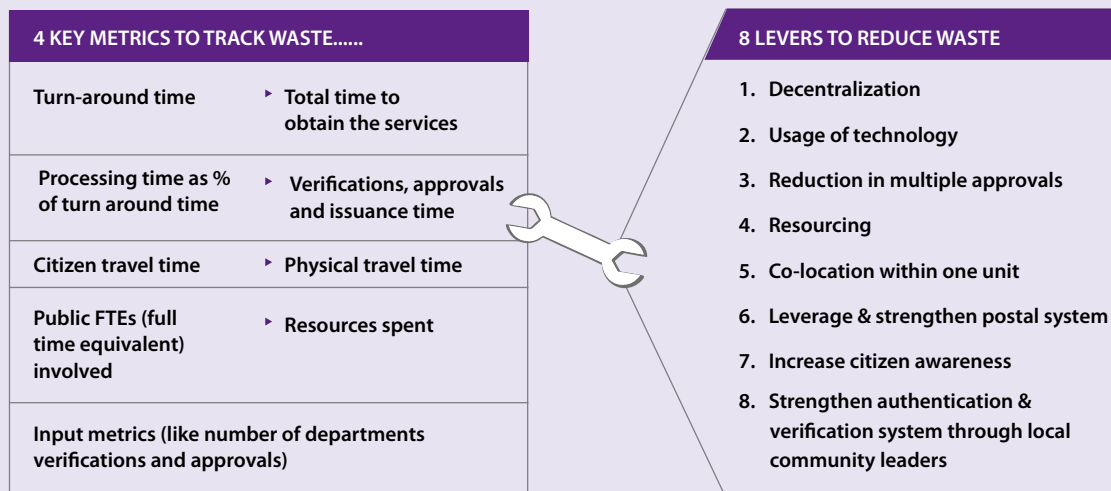 4 KEY METRICS TO TRACK WASTE......
Turn-around time
‣ Total time to
obtain the services
Processing time as %
of turn around time
‣ Verifications, approvals
and issuance time
Citizen travel time
‣ Physical travel time
Public FTEs (full
time equivalent)
involved
‣ Resources spent
Input metrics (like number of departments
verifications and approvals)
8 LEVERS TO REDUCE WASTE
1. Decentralization
2. Usage of technology
3. Reduction in multiple approvals
4. Resourcing
5. Co-location within one unit
6. Leverage & strengthen postal system
7. Increase citizen awareness
8. Strengthen authentication &
verification system through local
community leaders